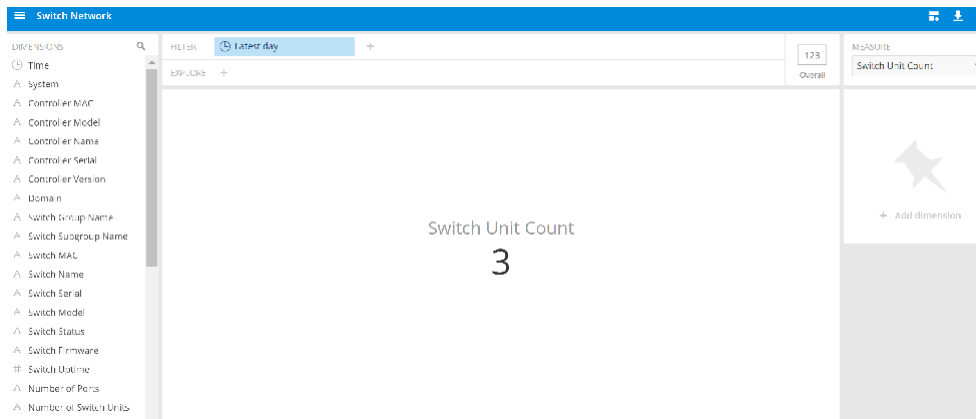 Switch Network
DIMENSIONS
Time
System
Controller MAC
Controller Model
Controller Name
Controller Serial
Controller Version
Domain
Switch Group Name
Switch Subgroup Name
Switch MAC
Switch Name
Switch Serial
Switch Model
Switch Status
Switch Firmware
Switch Uptime
Number of Ports
Number of Switch Units
FILTER
Latest day
EXPLORE
123
Overall
MEASURE
Switch Unit Count
Switch Unit Count
3
+ Add dimension